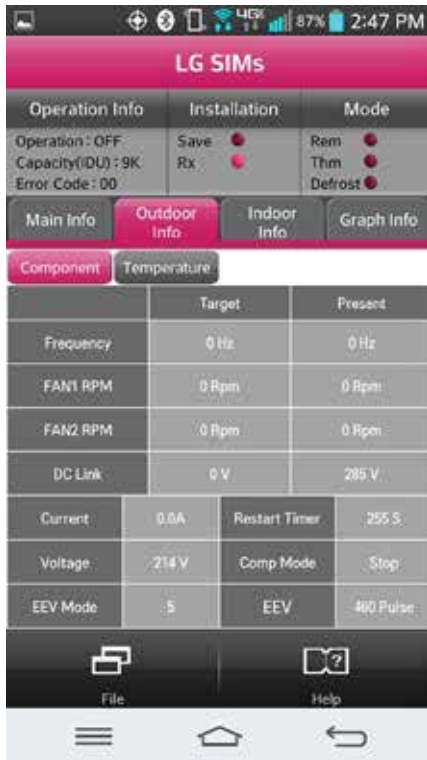 4G 87% 2:47 PM
LG SIMs
Operation Info Installation Mode
Operation : OFF Save Rem
Capacity(IDU) : 9K Rx Thm
Error Code : 00 Defrost
Main Info Outdoor Info Indoor Info Graph Info
Component Temperature
Target Present
Frequency 0 Hz 0 Hz
FAN1 RPM 0 Rpm 0 Rpm
FAN2 RPM 0 Rpm 0 Rpm
DC Link 0 V 285 V
Current 0.0A Restart Timer 255 S
Voltage 214 V Comp Mode Stop
EEV Mode 5 EEV 460 Pulse
File Help